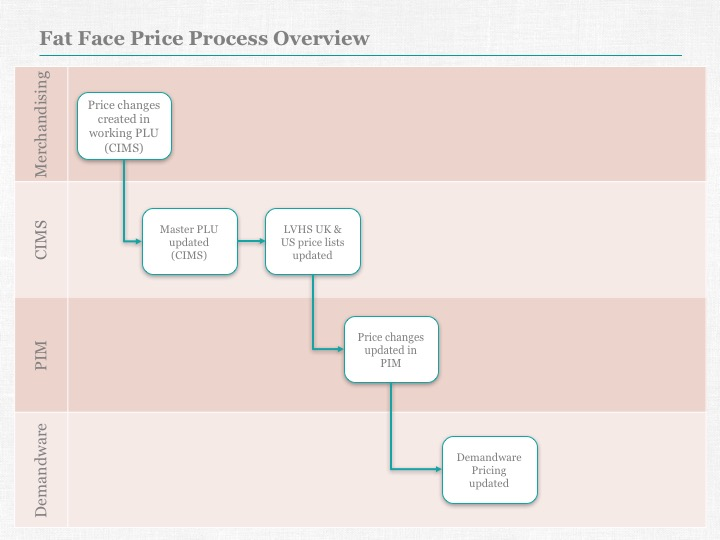 Fat Face Price Process Overview
Merchandising
Price changes
created in
working PLU
(CIMS)
CIMS
Master PLU
updated
(CIMS)
LVHS UK &
US price lists
updated
PIM
Price changes
updated in
PIM
Demandware
Demandware
Pricing
updated